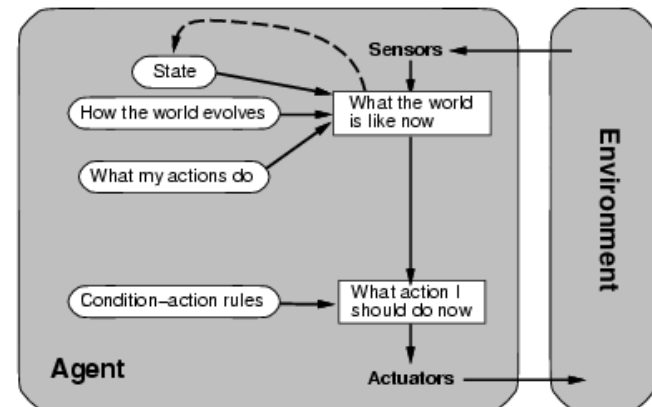 Sensors
State
What the world
is like now
How the world evolves
What my actions do
Condition–action rules
What action I
should do now
Agent
Actuators
Environment